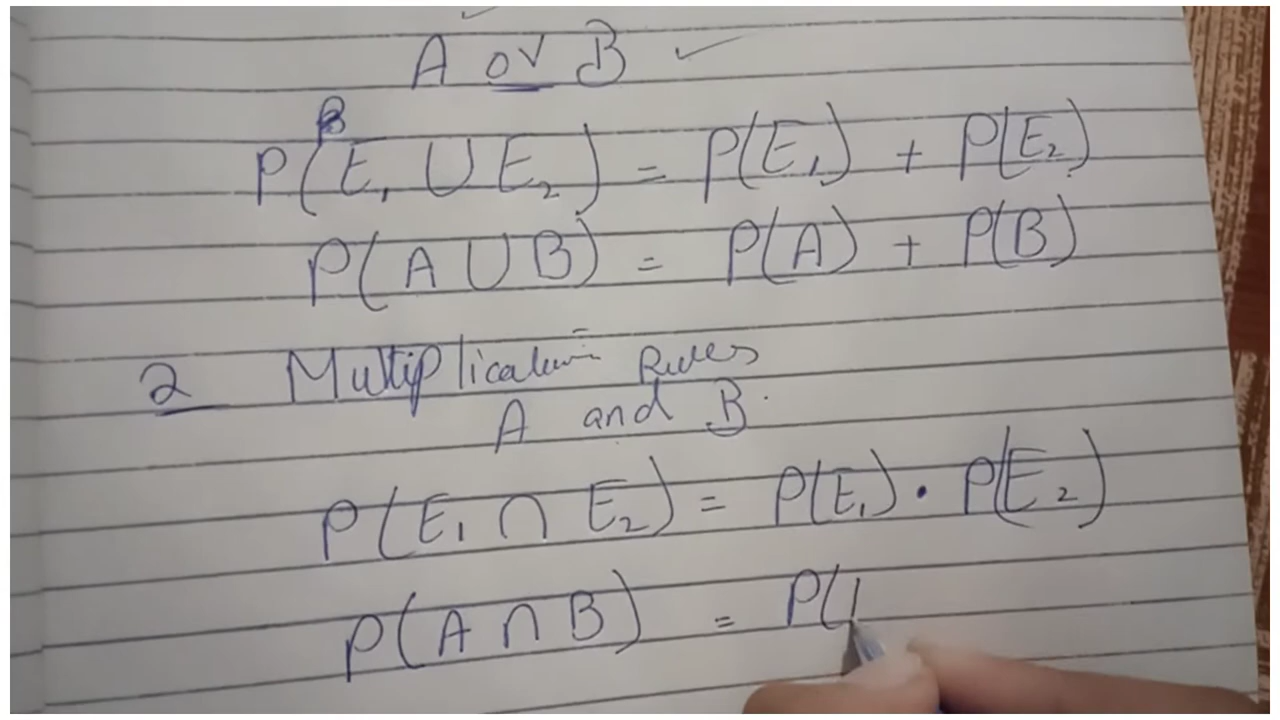 A or B ✓
B
P(E₁ ∪ E₂) = P(E₁) + P(E₂)
P(A ∪ B) = P(A) + P(B)
2 Multiplication Rules
A and B.
P(E₁ ∩ E₂) = P(E₁) · P(E₂)
P(A ∩ B) = P(